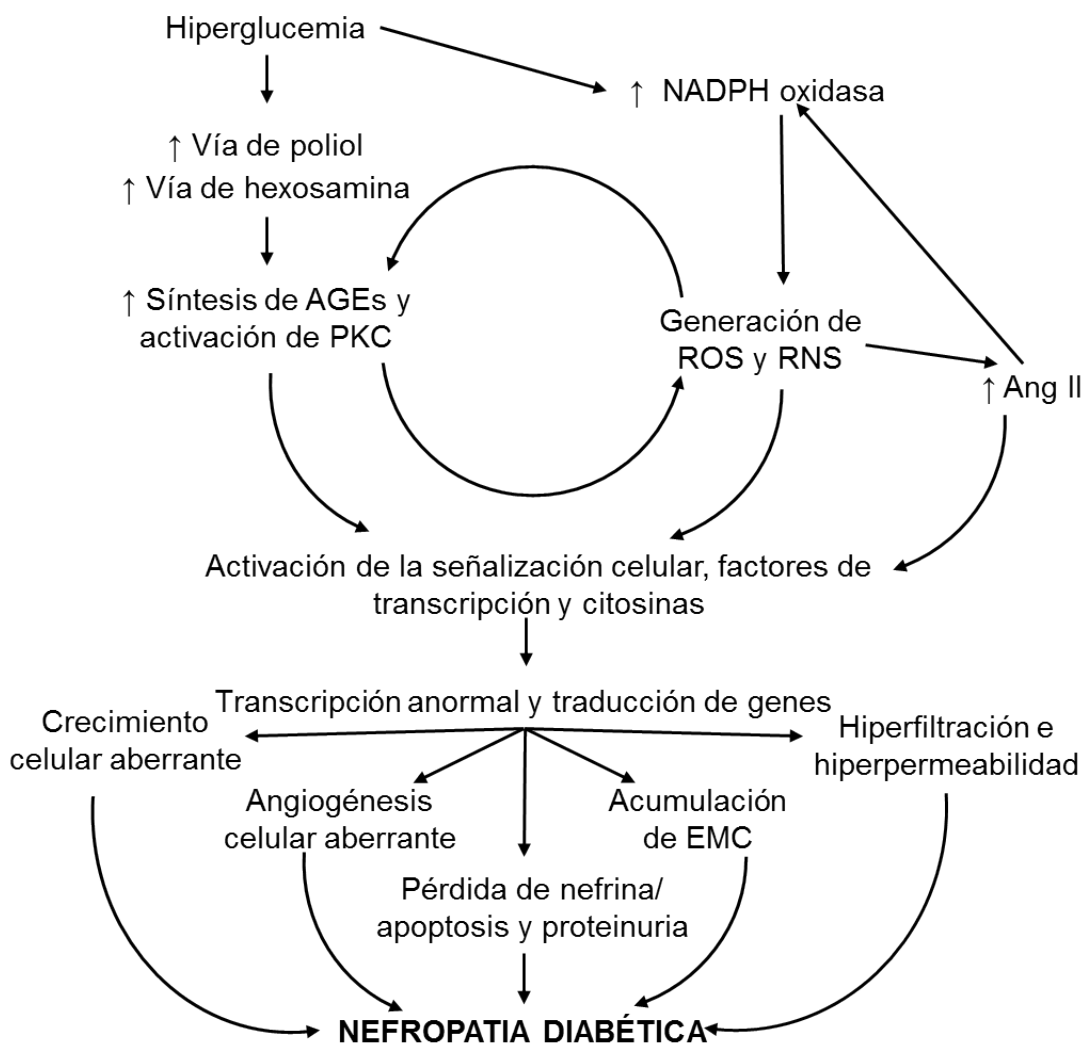 Hiperglucemia
↑ NADPH oxidasa
↑ Vía de poliol
↑ Vía de hexosamina
↑ Síntesis de AGEs y
activación de PKC
Generación de
ROS y RNS
↑ Ang II
Activación de la señalización celular, factores de
transcripción y citosinas
Transcripción anormal y traducción de genes
Crecimiento
celular aberrante
Hiperfiltración e
hiperpermeabilidad
Angiogénesis
celular aberrante
Acumulación
de EMC
Pérdida de nefrina/
apoptosis y proteinuria
NEFROPATIA DIABÉTICA